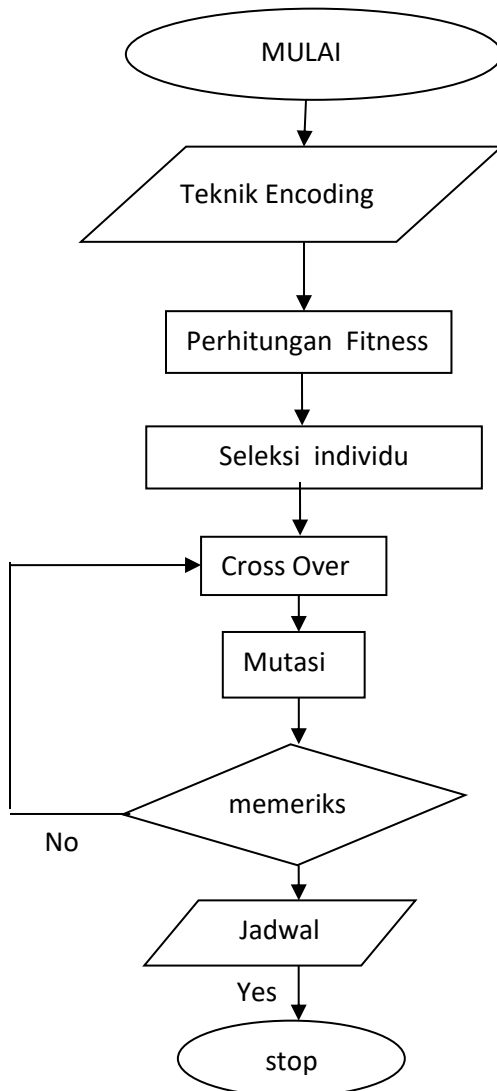 MULAI
Teknik Encoding
Perhitungan Fitness
Seleksi individu
Cross Over
Mutasi
memeriks
No
Jadwal
Yes
stop